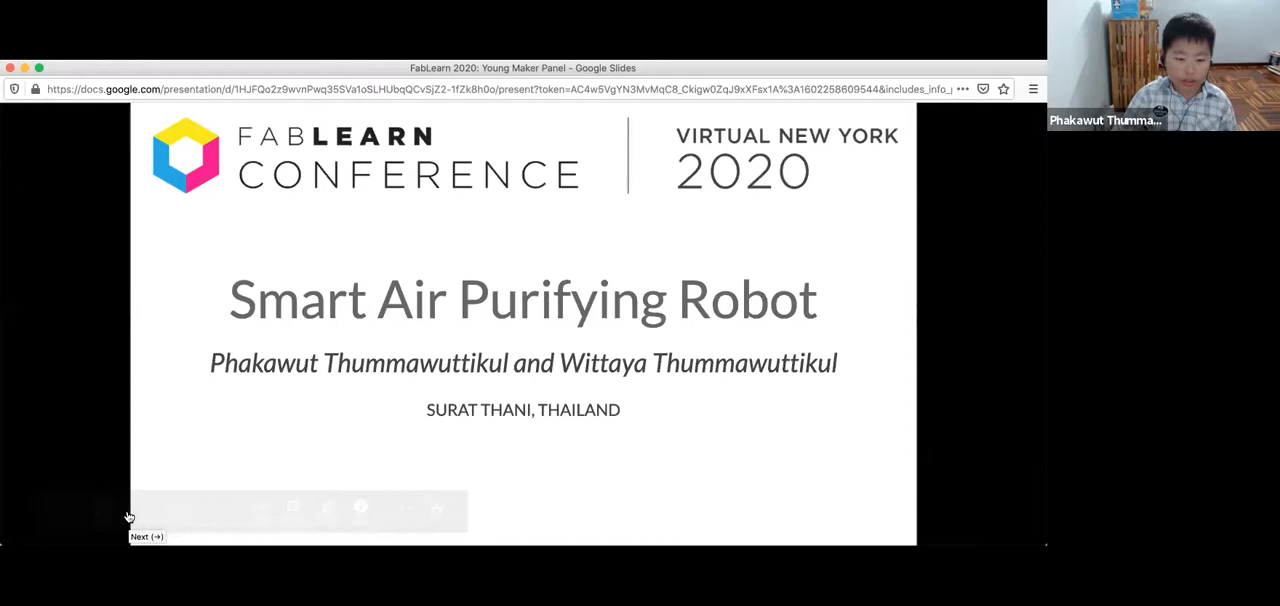 FabLearn 2020: Young Maker Panel - Google Slides
https://docs.google.com/presentation/d/1HJFQo2z9wvnPwq35SVa1oSLHUbqQCvSjZ2-1fZk8h0o/present?token=AC4w5VgYN3MvMqC8_Ckigw0ZqJ9xXFsx1A%3A1602258609544&includes_info_
Phakawut Thumma...
FABLEARN
CONFERENCE
VIRTUAL NEW YORK
2020
Smart Air Purifying Robot
Phakawut Thummawuttikul and Wittaya Thummawuttikul
SURAT THANI, THAILAND
Next (→)